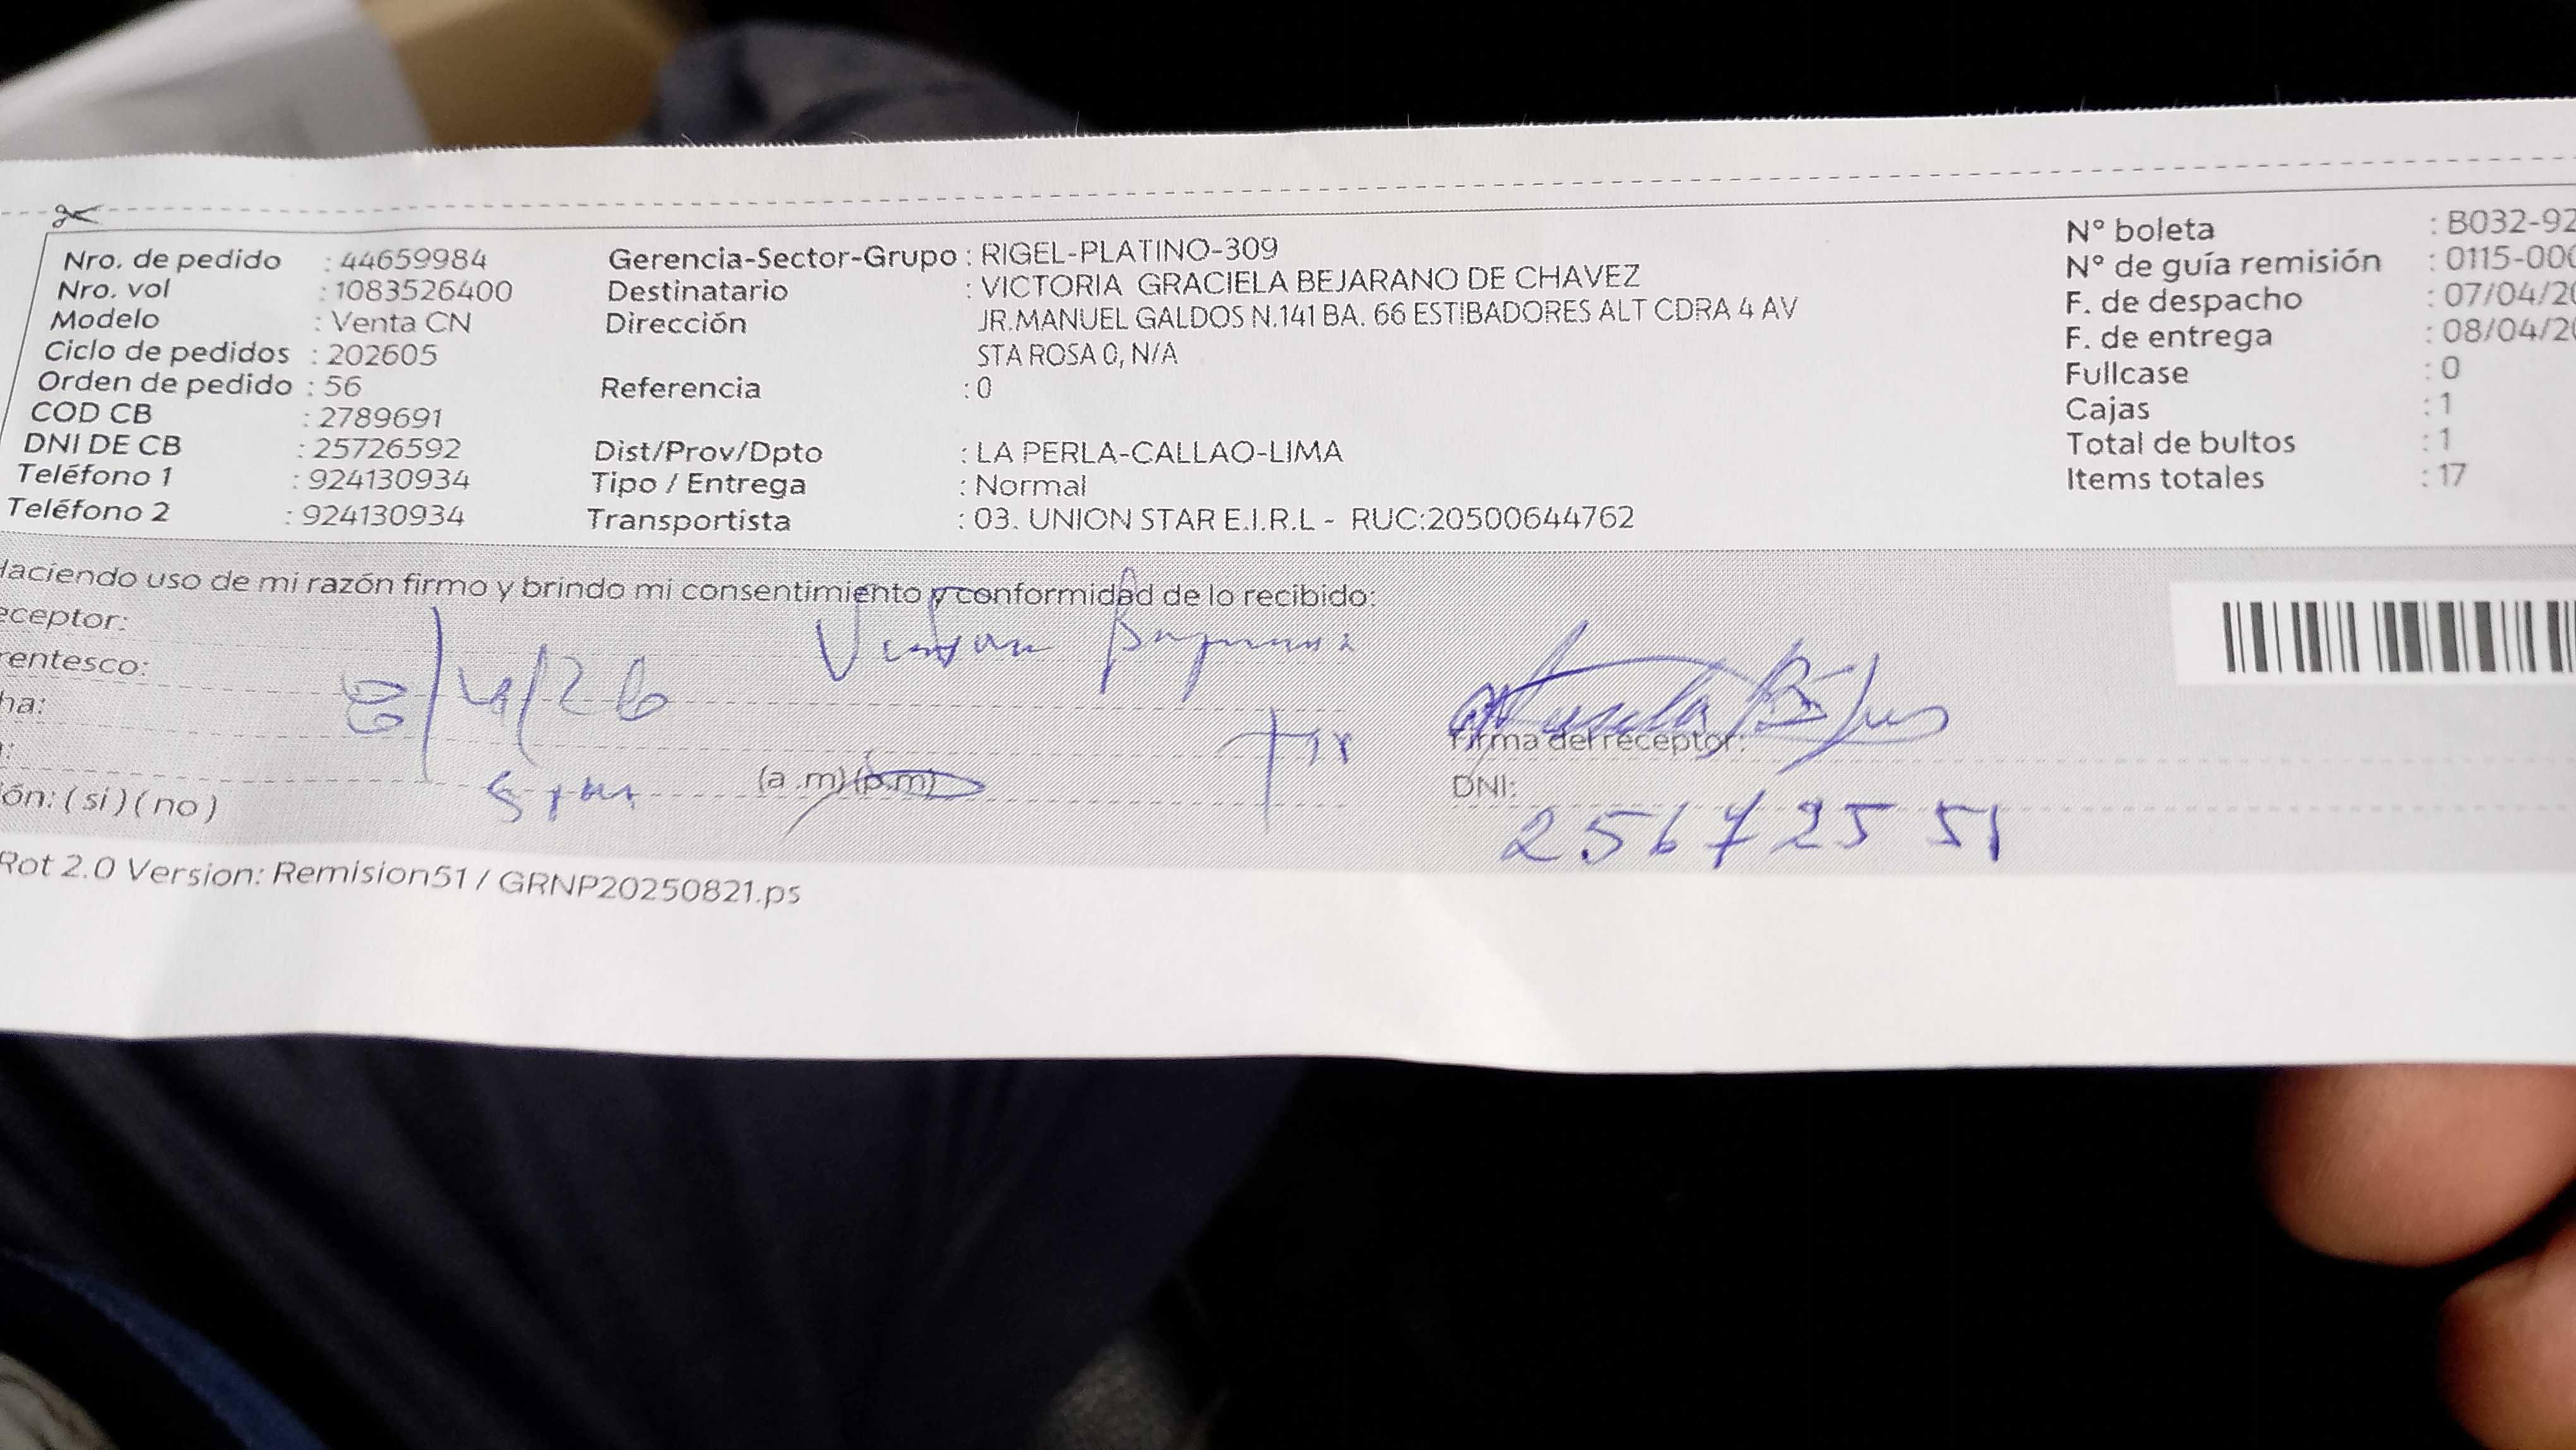 Nro. de pedido : 44659984
Nro. vol : 1083526400
Modelo : Venta CN
Ciclo de pedidos : 202605
Orden de pedido : 56
COD CB : 2789691
DNI DE CB : 25726592
Teléfono 1 : 924130934
Teléfono 2 : 924130934
Gerencia-Sector-Grupo : RIGEL-PLATINO-309
Destinatario : VICTORIA GRACIELA BEJARANO DE CHAVEZ
Dirección JR.MANUEL GALDOS N.141 BA. 66 ESTIBADORES ALT CDRA 4 AV
STA ROSA 0, N/A
Referencia : 0
Dist/Prov/Dpto : LA PERLA-CALLAO-LIMA
Tipo / Entrega : Normal
Transportista : 03. UNION STAR E.I.R.L - RUC:20500644762
N° boleta : B032-92
N° de guía remisión : 0115-000
F. de despacho : 07/04/20
F. de entrega : 08/04/20
Fullcase : 0
Cajas : 1
Total de bultos : 1
Items totales : 17
Haciendo uso de mi razón firmo y brindo mi consentimiento y conformidad de lo recibido:
eceptor:
rentesco:
ha: 8/4/26
(a .m) (p.m)
ión: ( si ) ( no )
Firma del receptor:
DNI:
25672551
Rot 2.0 Version: Remision51 / GRNP20250821.ps